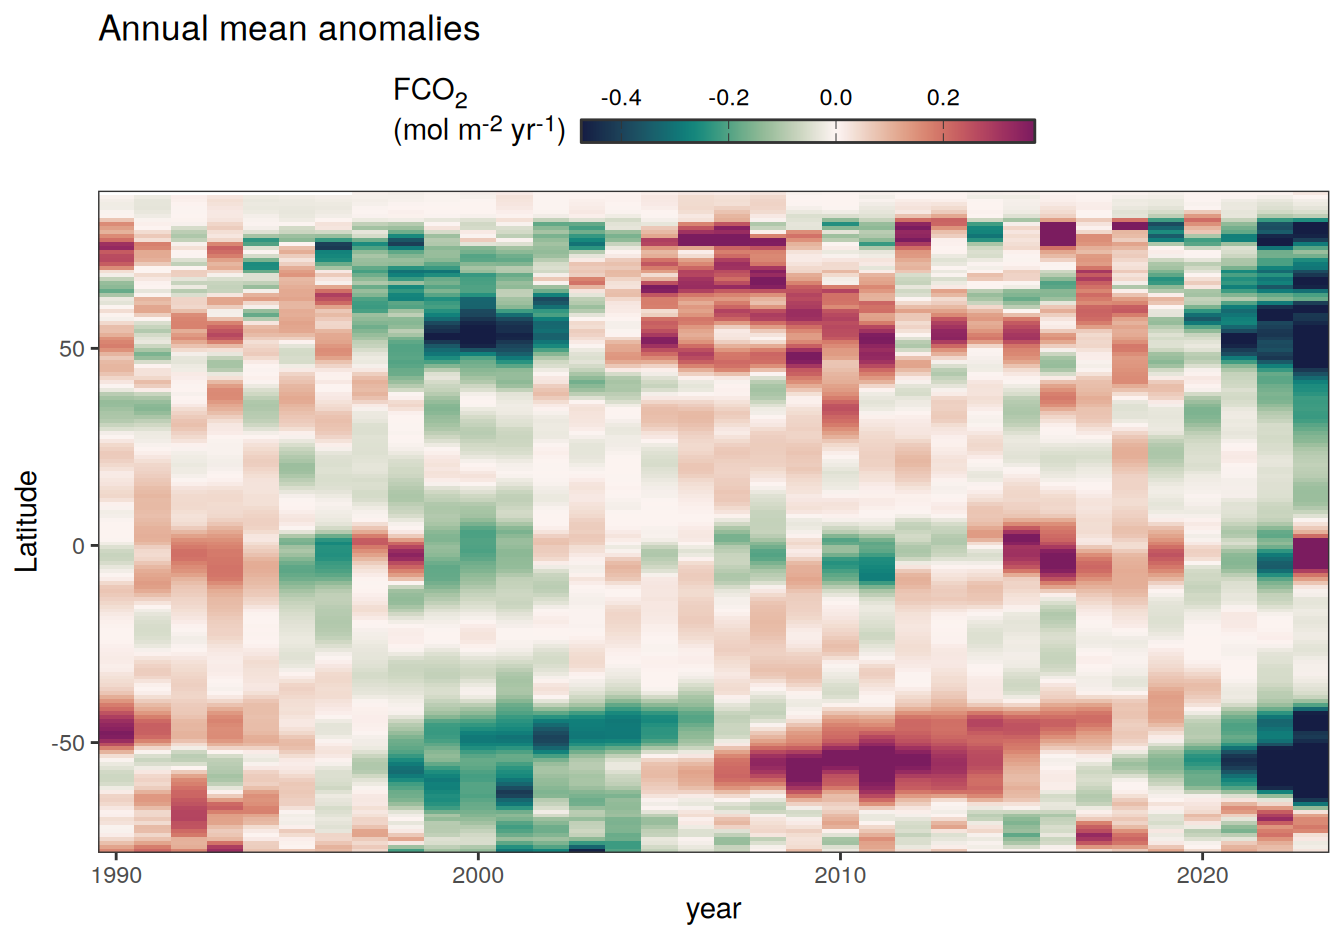 Annual mean anomalies
FCO₂
(mol m⁻² yr⁻¹)
-0.4 -0.2 0.0 0.2
Latitude
50
0
-50
1990 2000 2010 2020
year